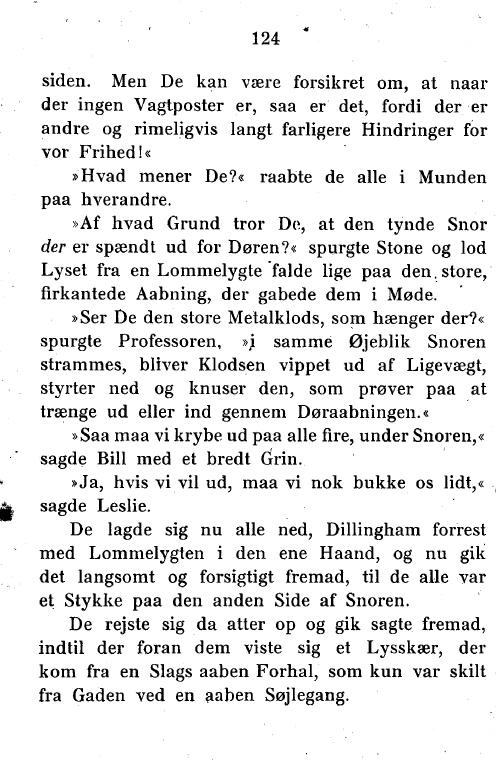 124
siden. Men De kan være forsikret om, at naar
der ingen Vagtposter er, saa er det, fordi der er
andre og rimeligvis langt farligere Hindringer for
vor Frihed!«
»Hvad mener De?« raabte de alle i Munden
paa hverandre.
»Af hvad Grund tror De, at den tynde Snor
der er spændt ud for Døren?« spurgte Stone og lod
Lyset fra en Lommelygte falde lige paa den store,
firkantede Aabning, der gabede dem i Møde.
»Ser De den store Metalklods, som hænger der?«
spurgte Professoren, »i samme Øjeblik Snoren
strammes, bliver Klodsen vippet ud af Ligevægt,
styrter ned og knuser den, som prøver paa at
trænge ud eller ind gennem Døraabningen.«
»Saa maa vi krybe ud paa alle fire, under Snoren,«
sagde Bill med et bredt Grin.
»Ja, hvis vi vil ud, maa vi nok bukke os lidt,«
sagde Leslie.
De lagde sig nu alle ned, Dillingham forrest
med Lommelygten i den ene Haand, og nu gik
det langsomt og forsigtigt fremad, til de alle var
et Stykke paa den anden Side af Snoren.
De rejste sig da atter op og gik sagte fremad,
indtil der foran dem viste sig et Lysskær, der
kom fra en Slags aaben Forhal, som kun var skilt
fra Gaden ved en aaben Søjlegang.